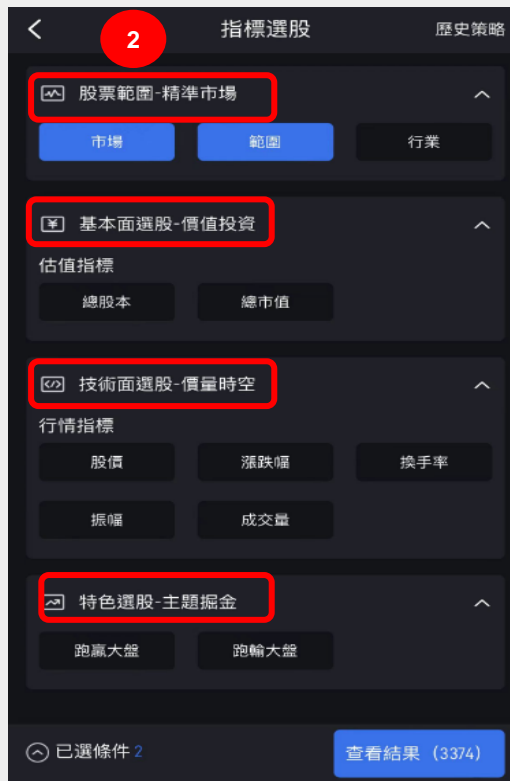 2
指標選股
歷史策略
股票範圍-精準市場
市場
範圍
行業
基本面選股-價值投資
估值指標
總股本
總市值
技術面選股-價量時空
行情指標
股價
漲跌幅
換手率
振幅
成交量
特色選股-主題掘金
跑贏大盤
跑輸大盤
已選條件 2
查看結果（3374）